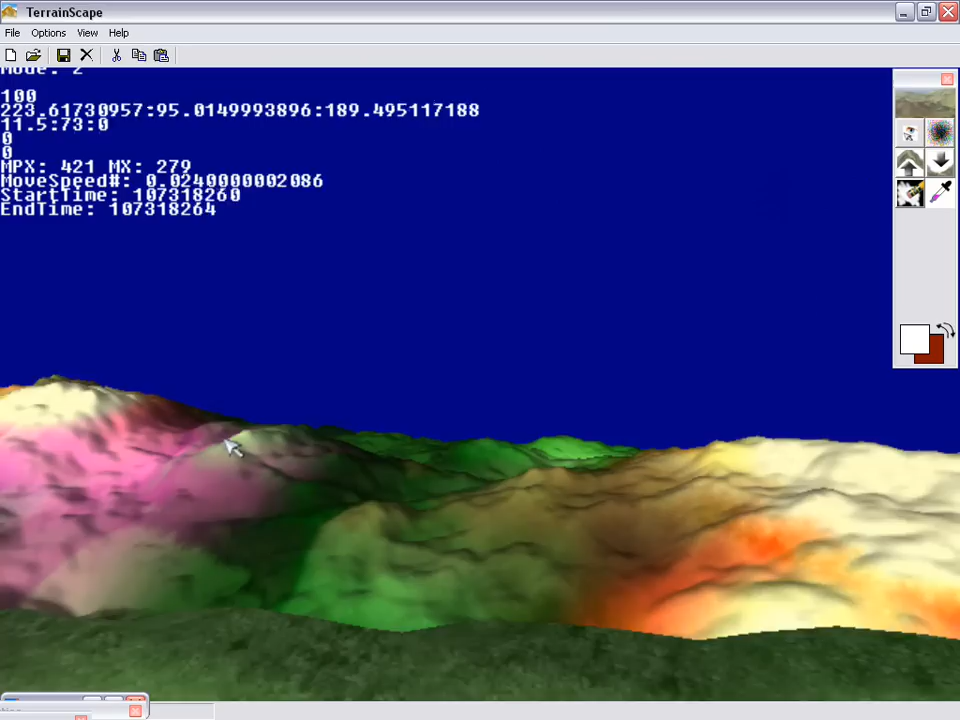 TerrainScape
File Options View Help
Mode: 2
100
223.61730957:95.0149993896:189.495117188
11.5:73:0
0
0
MPX: 421 MX: 279
MoveSpeed#: 0.0240000002086
StartTime: 107318260
EndTime: 107318264